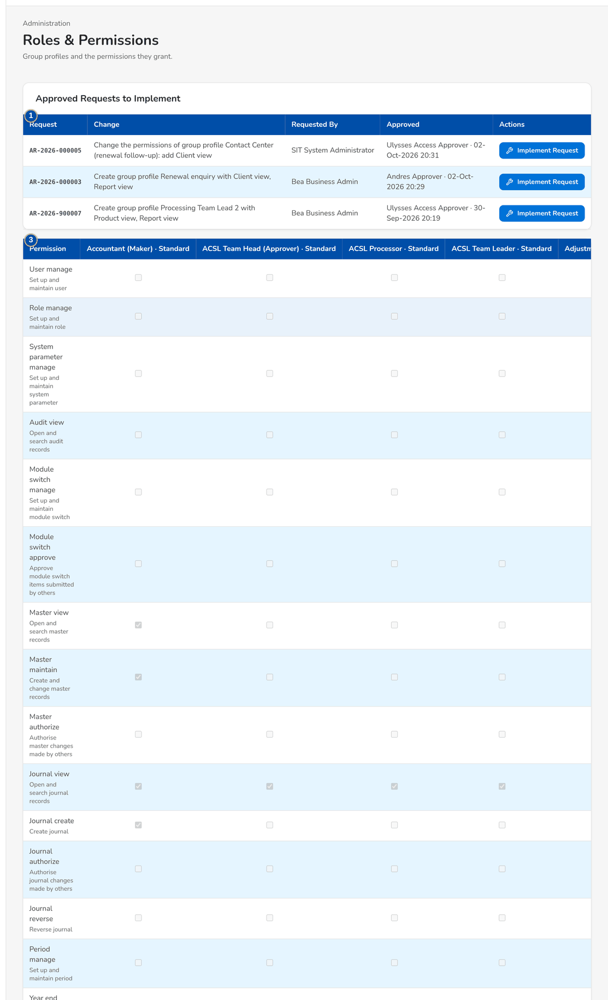 Administration
Roles & Permissions
Group profiles and the permissions they grant.
Approved Requests to Implement
1
Request Change Requested By Approved Actions
AR-2026-000005 Change the permissions of group profile Contact Center (renewal follow-up): add Client view SIT System Administrator Ulysses Access Approver · 02-Oct-2026 20:31 Implement Request
AR-2026-000003 Create group profile Renewal enquiry with Client view, Report view Bea Business Admin Andres Approver · 02-Oct-2026 20:29 Implement Request
AR-2026-900007 Create group profile Processing Team Lead 2 with Product view, Report view Bea Business Admin Ulysses Access Approver · 30-Sep-2026 20:19 Implement Request
3
Permission Accountant (Maker) · Standard ACSL Team Head (Approver) · Standard ACSL Processor · Standard ACSL Team Leader · Standard Adjustm
User manage
Set up and
maintain user
Role manage
Set up and
maintain role
System
parameter
manage
Set up and
maintain
system
parameter
Audit view
Open and
search audit
records
Module
switch
manage
Set up and
maintain
module switch
Module
switch
approve
Approve
module switch
items submitted
by others
Master view
Open and
search master
records
Master
maintain
Create and
change master
records
Master
authorize
Authorise
master changes
made by others
Journal view
Open and
search journal
records
Journal create
Create journal
Journal
authorize
Authorise
journal changes
made by others
Journal
reverse
Reverse journal
Period
manage
Set up and
maintain period
Year end